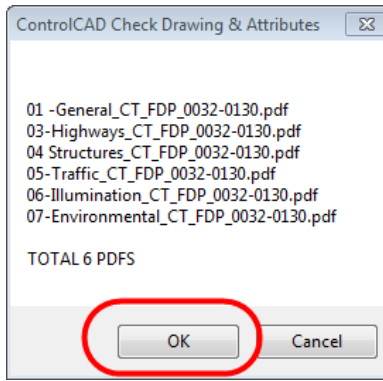 ControlCAD Check Drawing & Attributes
01 -General_CT_FDP_0032-0130.pdf
03-Highways_CT_FDP_0032-0130.pdf
04 Structures_CT_FDP_0032-0130.pdf
05-Traffic_CT_FDP_0032-0130.pdf
06-Illumination_CT_FDP_0032-0130.pdf
07-Environmental_CT_FDP_0032-0130.pdf
TOTAL 6 PDFS
OK
Cancel